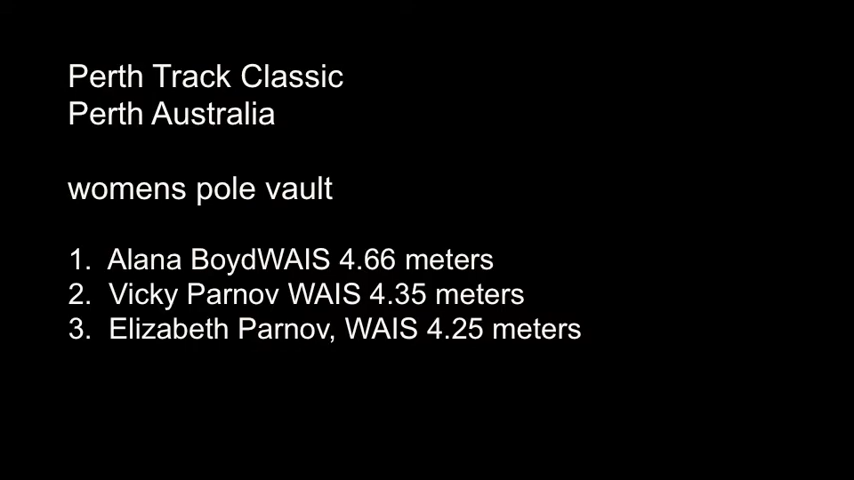 Perth Track Classic
Perth Australia
womens pole vault
1. Alana BoydWAIS 4.66 meters
2. Vicky Parnov WAIS 4.35 meters
3. Elizabeth Parnov, WAIS 4.25 meters